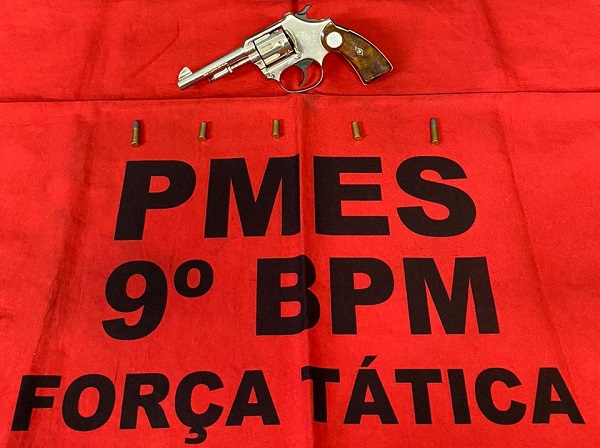 PMES
9º BPM
FORÇA TÁTICA